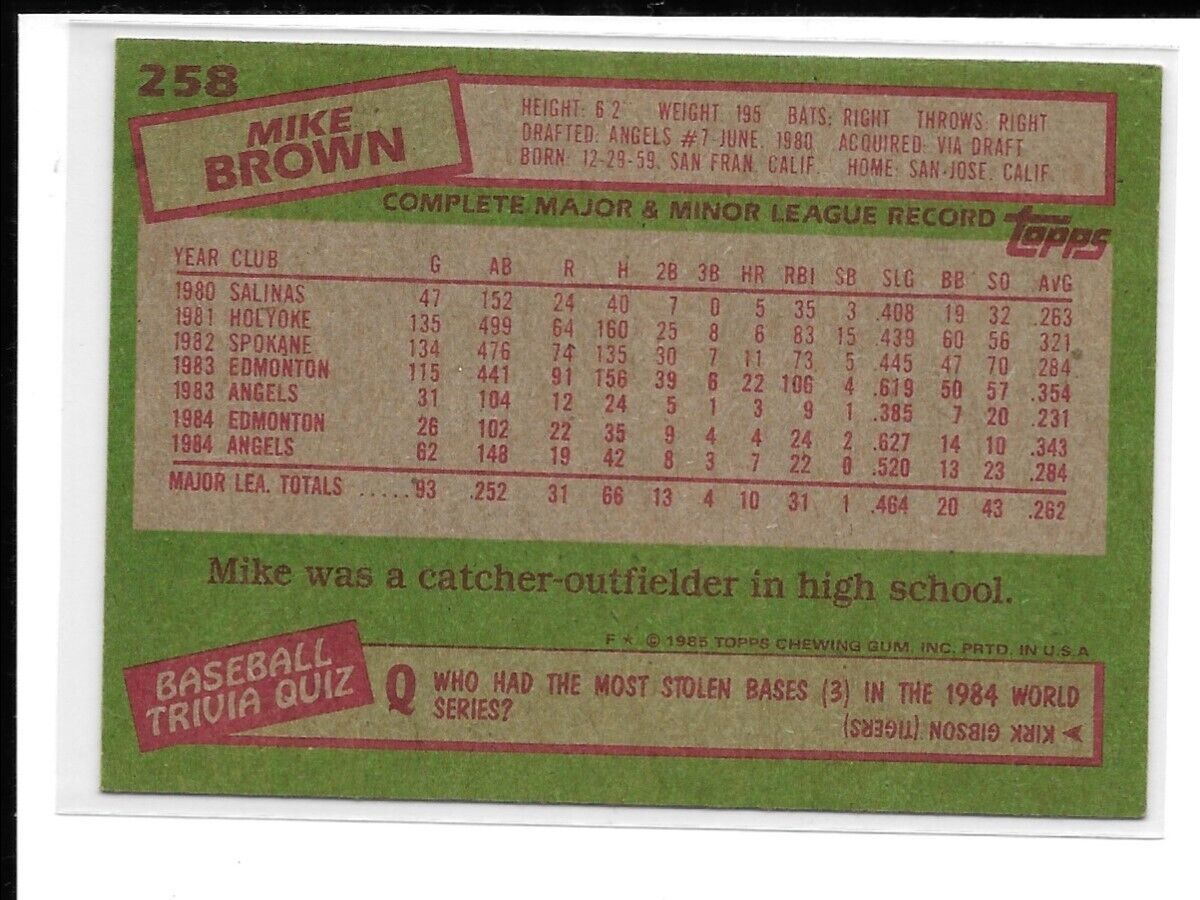 258
MIKE
BROWN
HEIGHT: 6 2" WEIGHT 195 BATS: RIGHT THROWS: RIGHT
DRAFTED: ANGELS #7-JUNE, 1980 ACQUIRED: VIA DRAFT
BORN: 12-29-59, SAN FRAN, CALIF. HOME: SAN-JOSE, CALIF.
COMPLETE MAJOR & MINOR LEAGUE RECORD topps
YEAR CLUB G AB R H 2B 3B HR RBI SB SLG BB SO AVG
1980 SALINAS 47 152 24 40 7 0 5 35 3 .408 19 32 .263
1981 HOLYOKE 135 499 64 160 25 8 6 83 15 .439 60 56 .321
1982 SPOKANE 134 476 74 135 30 7 11 73 5 .445 47 70 .284
1983 EDMONTON 115 441 91 156 39 6 22 106 4 .619 50 57 .354
1983 ANGELS 31 104 12 24 5 1 3 9 1 .385 7 20 .231
1984 EDMONTON 26 102 22 35 9 4 4 24 2 .627 14 10 .343
1984 ANGELS 62 148 19 42 8 3 7 22 0 .520 13 23 .284
MAJOR LEA. TOTALS .....93 .252 31 66 13 4 10 31 1 .464 20 43 .262
Mike was a catcher-outfielder in high school.
F * © 1985 TOPPS CHEWING GUM, INC. PRTD. IN U.S.A
BASEBALL
TRIVIA QUIZ
Q WHO HAD THE MOST STOLEN BASES (3) IN THE 1984 WORLD
SERIES?
KIRK GIBSON (TIGERS)